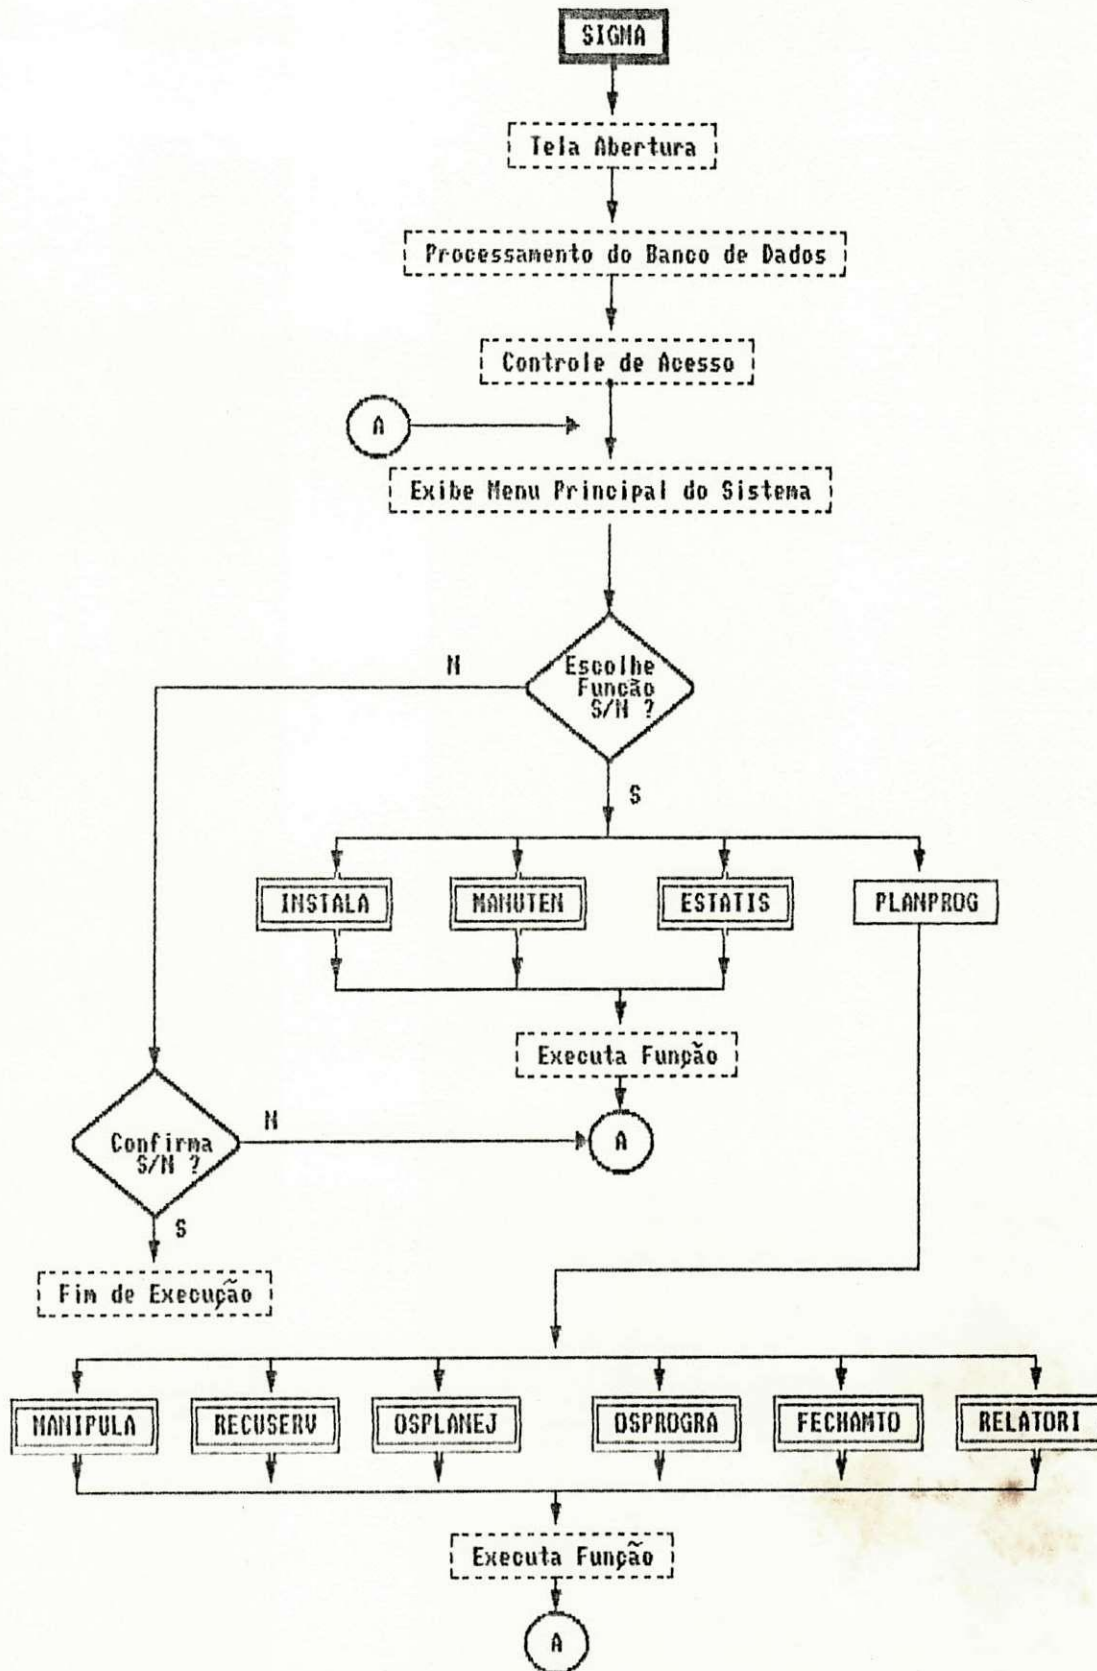 SIGMA
Tela Abertura
Processamento do Banco de Dados
Controle de Acesso
A
Exibe Menu Principal do Sistema
Escolhe
Função
S/N ?
N
S
INSTALA
MANUTEN
ESTATIS
PLANPROG
Executa Função
Confirma
S/N ?
N
A
S
Fim de Execução
MANIPULA
RECUSERV
OSPLANEJ
OSPROGRA
FECHAMTO
RELATORI
Executa Função
A